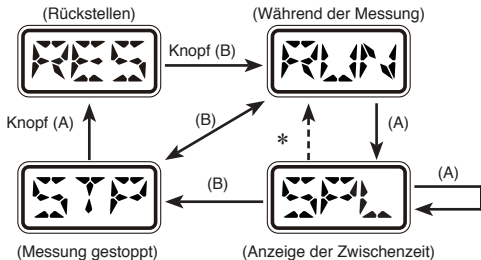 (Rückstellen)
(Während der Messung)
RES
Knopf (B)
RUN
Knopf (A)
(B)
*
(A)
STP
(B)
SPL
(A)
(Messung gestoppt)
(Anzeige der Zwischenzeit)